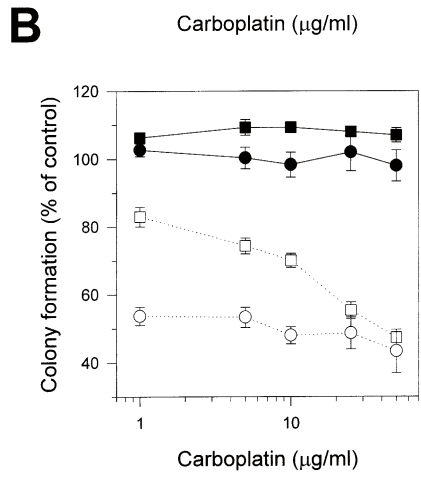 B
Carboplatin (μg/ml)
Colony formation (% of control)
120
100
80
60
40
1
10
Carboplatin (μg/ml)